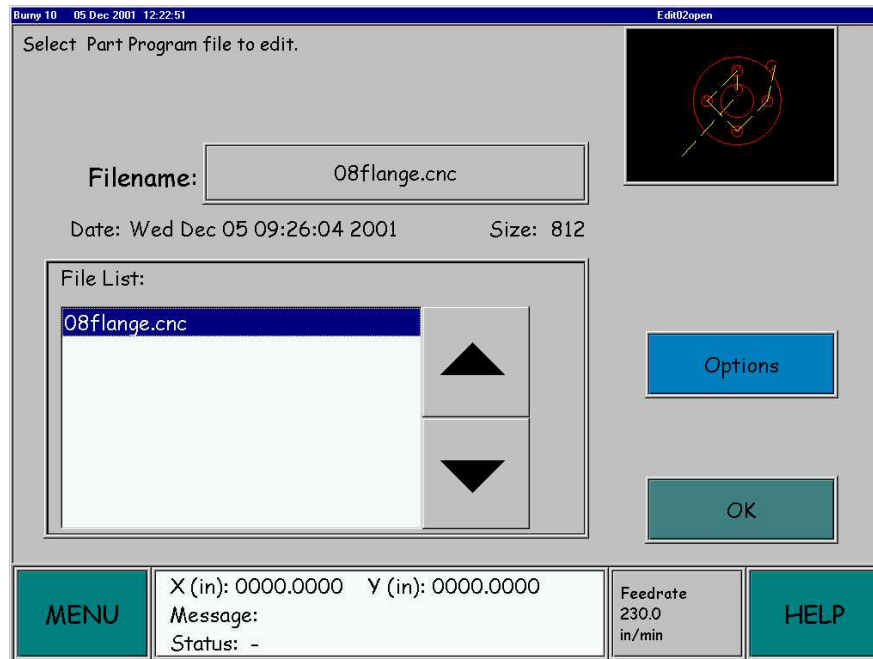 Burny 10 05 Dec 2001 12:22:51 Edit02open
Select Part Program file to edit.
Filename: 08flange.cnc
Date: Wed Dec 05 09:26:04 2001 Size: 812
File List:
08flange.cnc
Options
OK
MENU
X (in): 0000.0000 Y (in): 0000.0000
Message:
Status: -
Feedrate
230.0
in/min
HELP